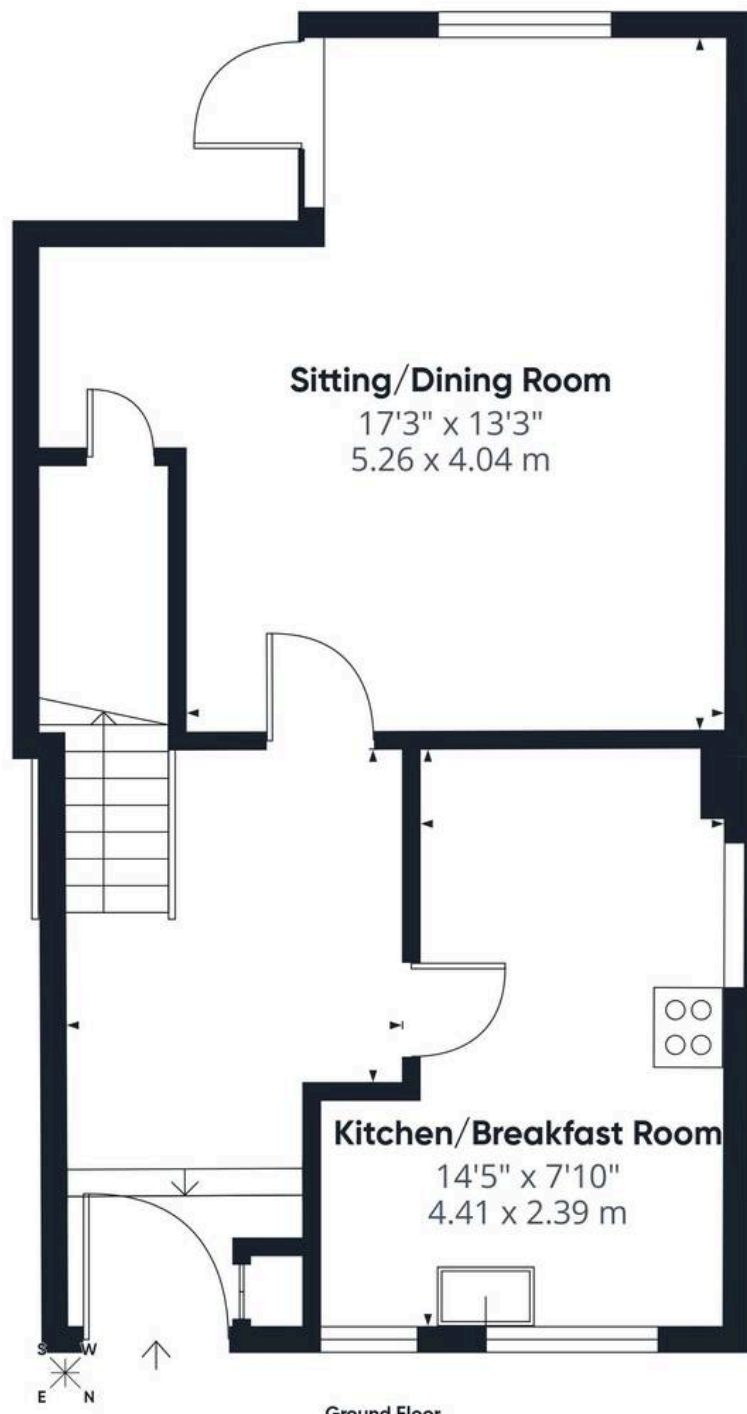 Sitting/Dining Room
17'3" x 13'3"
5.26 x 4.04 m
Kitchen/Breakfast Room
14'5" x 7'10"
4.41 x 2.39 m
S W
E N
Ground Floor